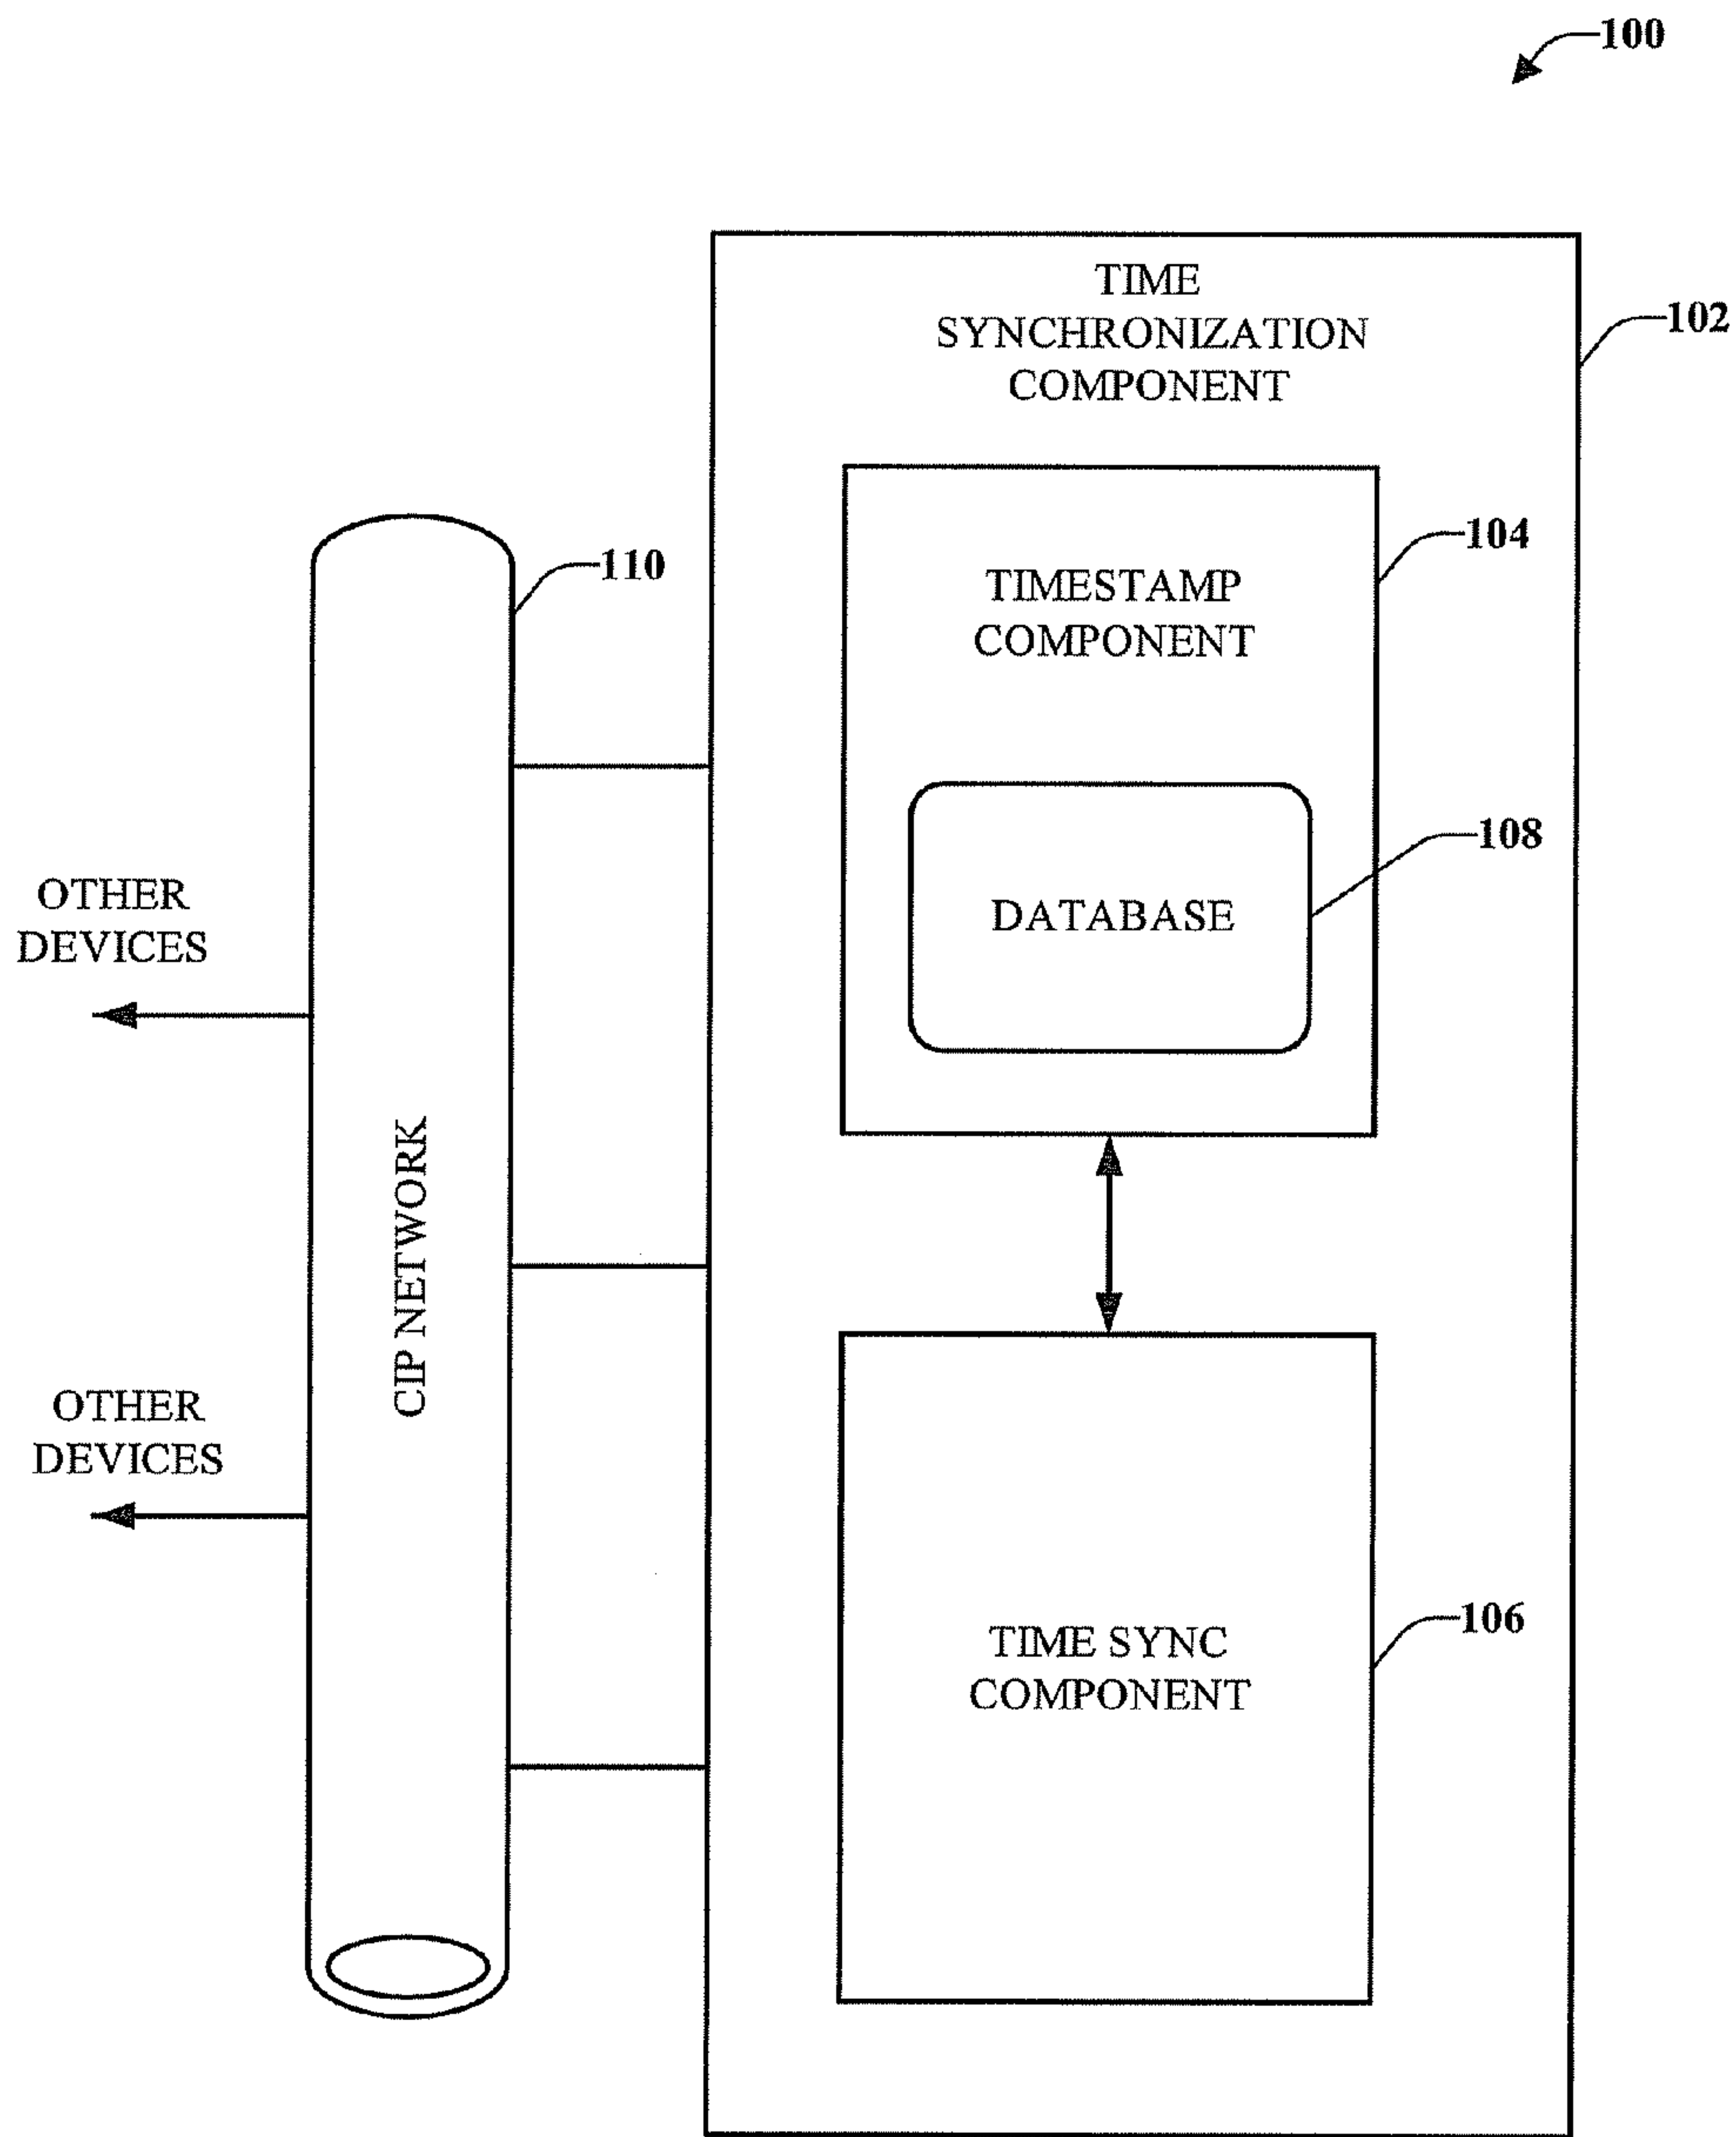 100
TIME
SYNCHRONIZATION
COMPONENT
102
104
110
TIMESTAMP
COMPONENT
108
DATABASE
OTHER
DEVICES
CIP NETWORK
OTHER
DEVICES
106
TIME SYNC
COMPONENT